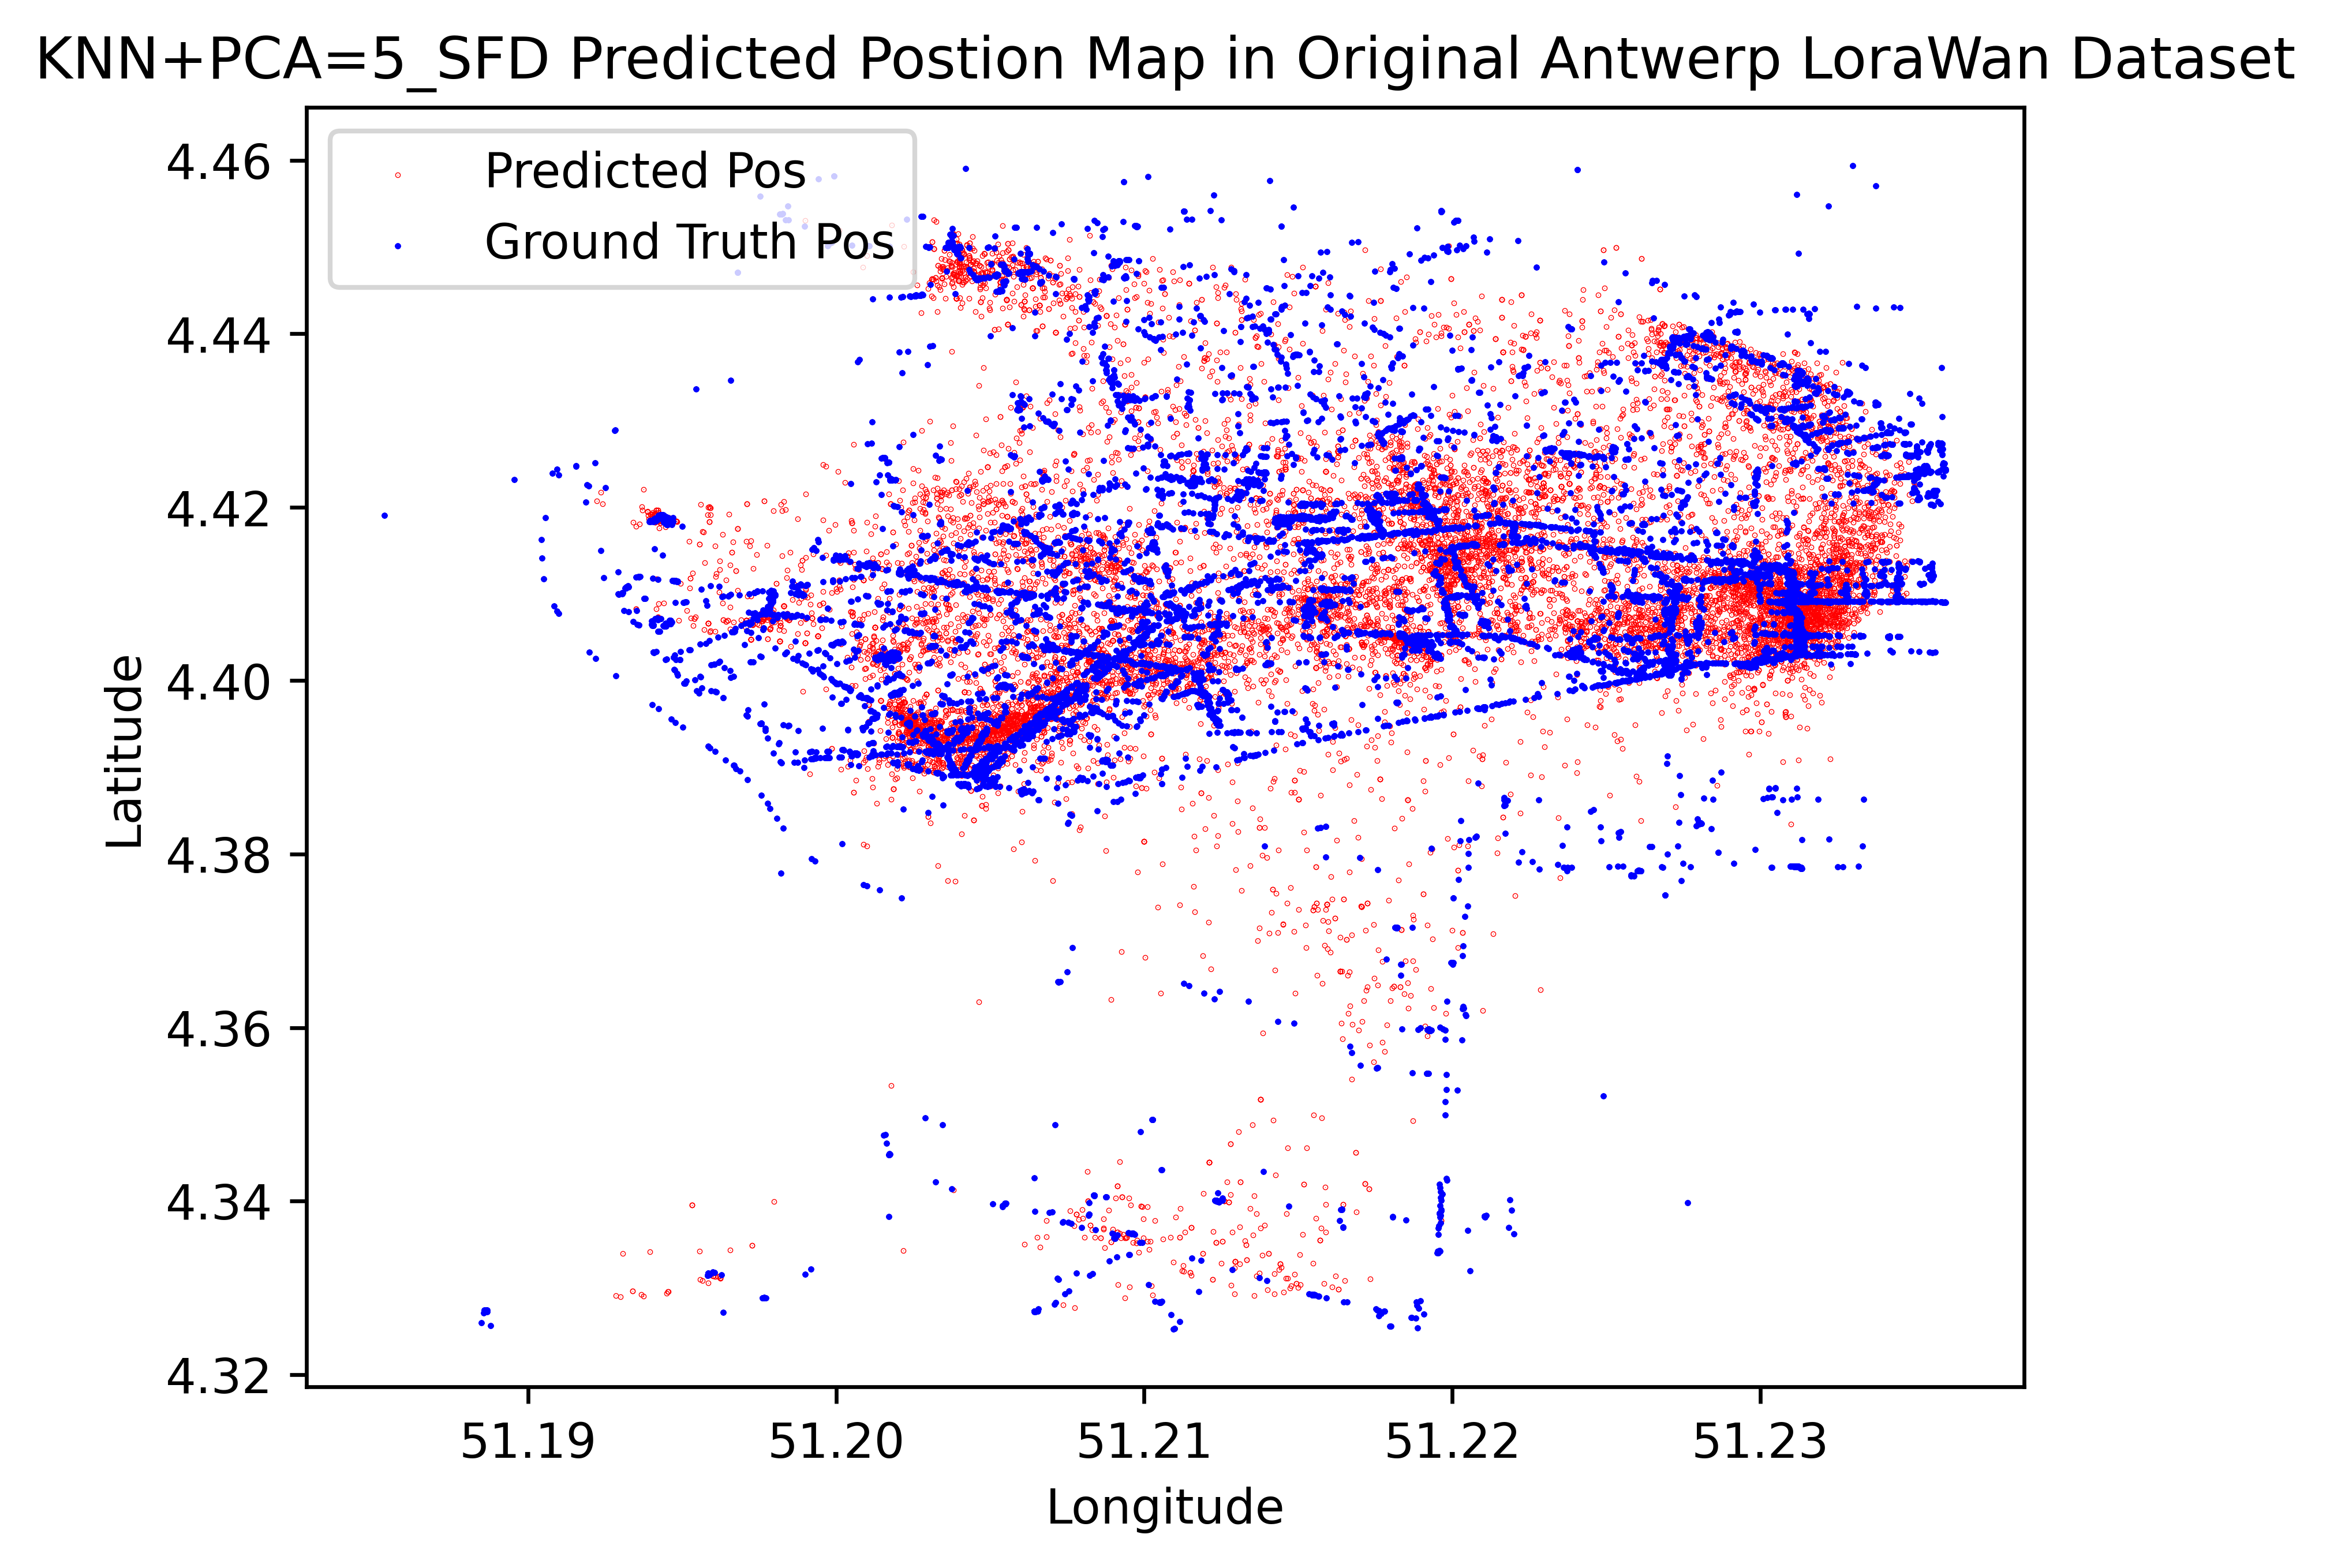 KNN+PCA=5_SFD Predicted Postion Map in Original Antwerp LoraWan Dataset
Predicted Pos
Ground Truth Pos
4.46
4.44
4.42
4.40
4.38
4.36
4.34
4.32
Latitude
51.19 51.20 51.21 51.22 51.23
Longitude